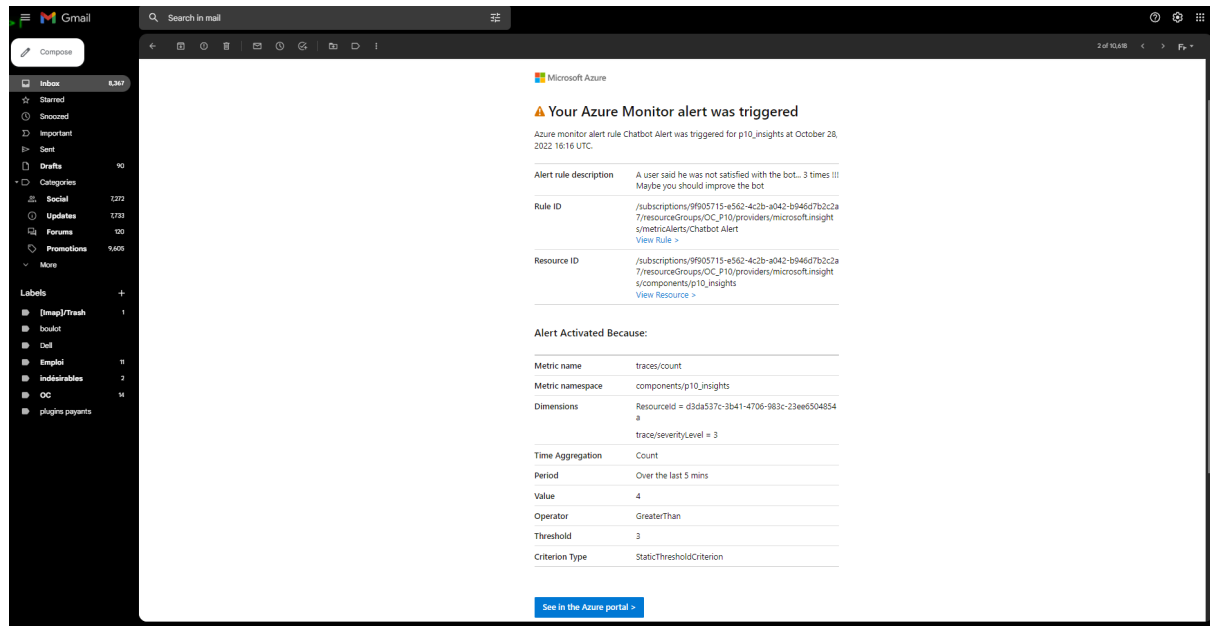 Gmail
Search in mail
Compose
2 of 10,618
Fr
Inbox 8,367
Starred
Snoozed
Important
Sent
Drafts 90
Categories
Social 7,272
Updates 7,733
Forums 120
Promotions 9,605
More
Labels +
[Imap]/Trash 1
boulot
Dell
Emploi 11
indésirables 2
OC 14
plugins payants
Microsoft Azure
Your Azure Monitor alert was triggered
Azure monitor alert rule Chatbot Alert was triggered for p10_insights at October 28,
2022 16:16 UTC.
Alert rule description A user said he was not satisfied with the bot... 3 times !!!
Maybe you should improve the bot
Rule ID /subscriptions/9f905715-e562-4c2b-a042-b946d7b2c2a
7/resourceGroups/OC_P10/providers/microsoft.insight
s/metricAlerts/Chatbot Alert
View Rule >
Resource ID /subscriptions/9f905715-e562-4c2b-a042-b946d7b2c2a
7/resourceGroups/OC_P10/providers/microsoft.insight
s/components/p10_insights
View Resource >
Alert Activated Because:
Metric name traces/count
Metric namespace components/p10_insights
Dimensions ResourceId = d3da537c-3b41-4706-983c-23ee6504854
a
trace/severityLevel = 3
Time Aggregation Count
Period Over the last 5 mins
Value 4
Operator GreaterThan
Threshold 3
Criterion Type StaticThresholdCriterion
See in the Azure portal >